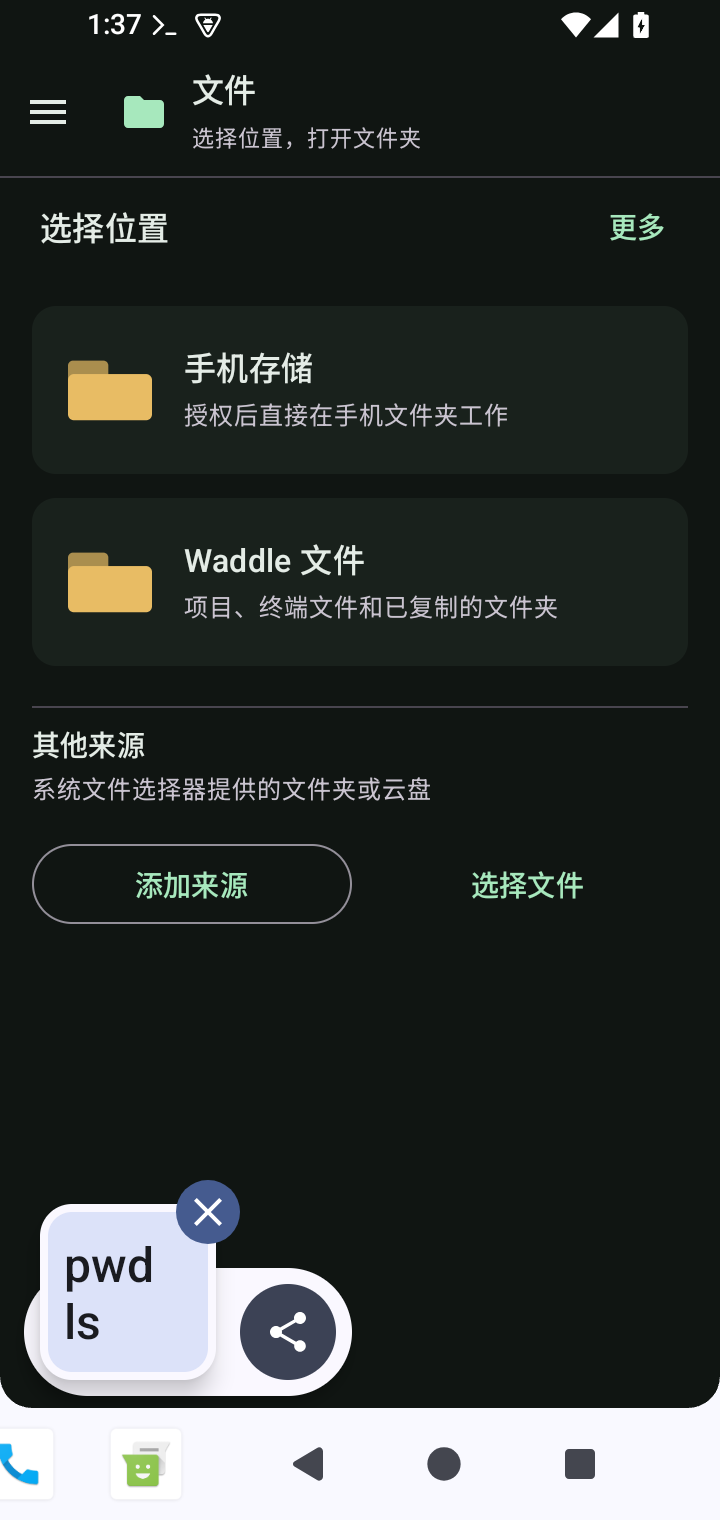 1:37
文件
选择位置，打开文件夹
选择位置
更多
手机存储
授权后直接在手机文件夹工作
Waddle 文件
项目、终端文件和已复制的文件夹
其他来源
系统文件选择器提供的文件夹或云盘
添加来源
选择文件
pwd
ls